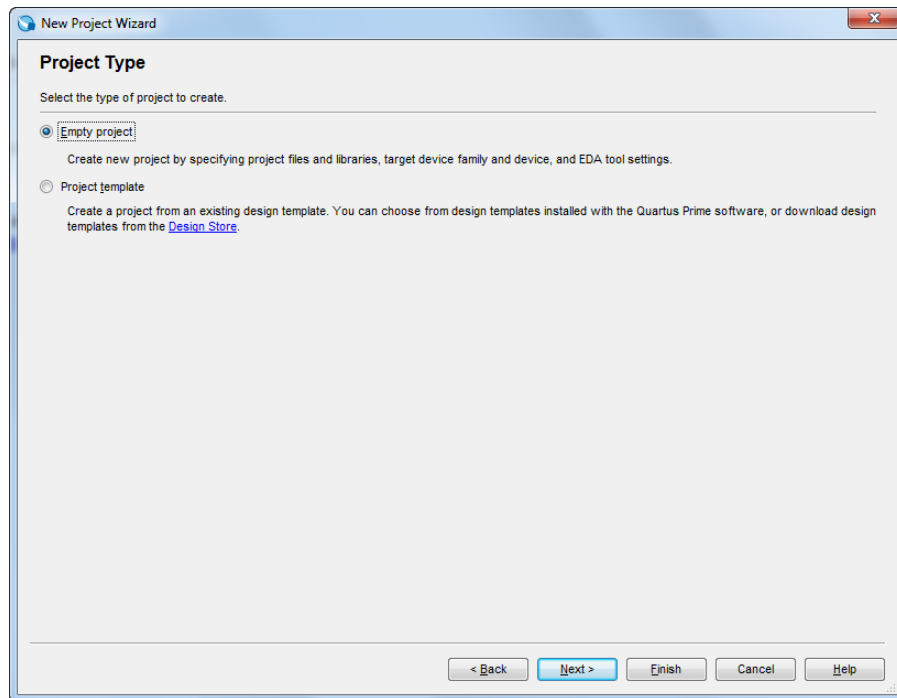 New Project Wizard
Project Type
Select the type of project to create.
Empty project
Create new project by specifying project files and libraries, target device family and device, and EDA tool settings.
Project template
Create a project from an existing design template. You can choose from design templates installed with the Quartus Prime software, or download design
templates from the Design Store.
< Back Next > Finish Cancel Help